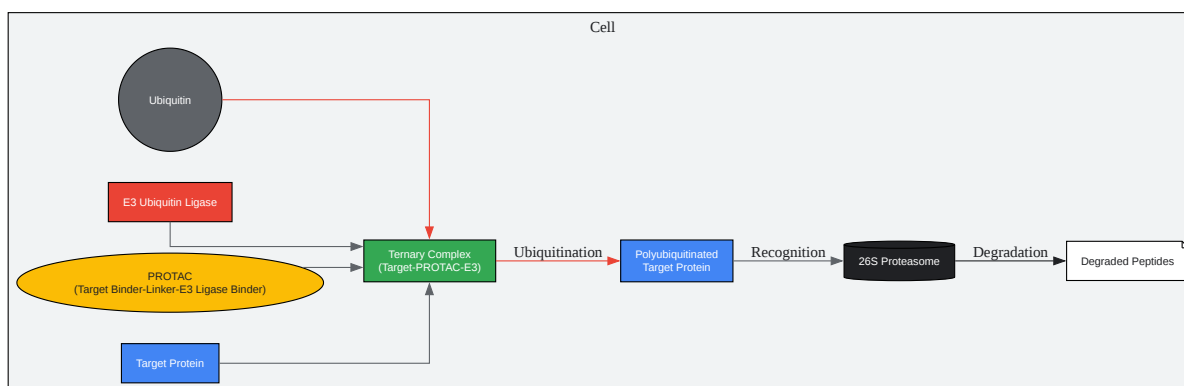 Cell
Ubiquitin
E3 Ubiquitin Ligase
PROTAC
(Target Binder-Linker-E3 Ligase Binder)
Target Protein
Ternary Complex
(Target-PROTAC-E3)
Ubiquitination
Polyubiquitinated
Target Protein
Recognition
26S Proteasome
Degradation
Degraded Peptides